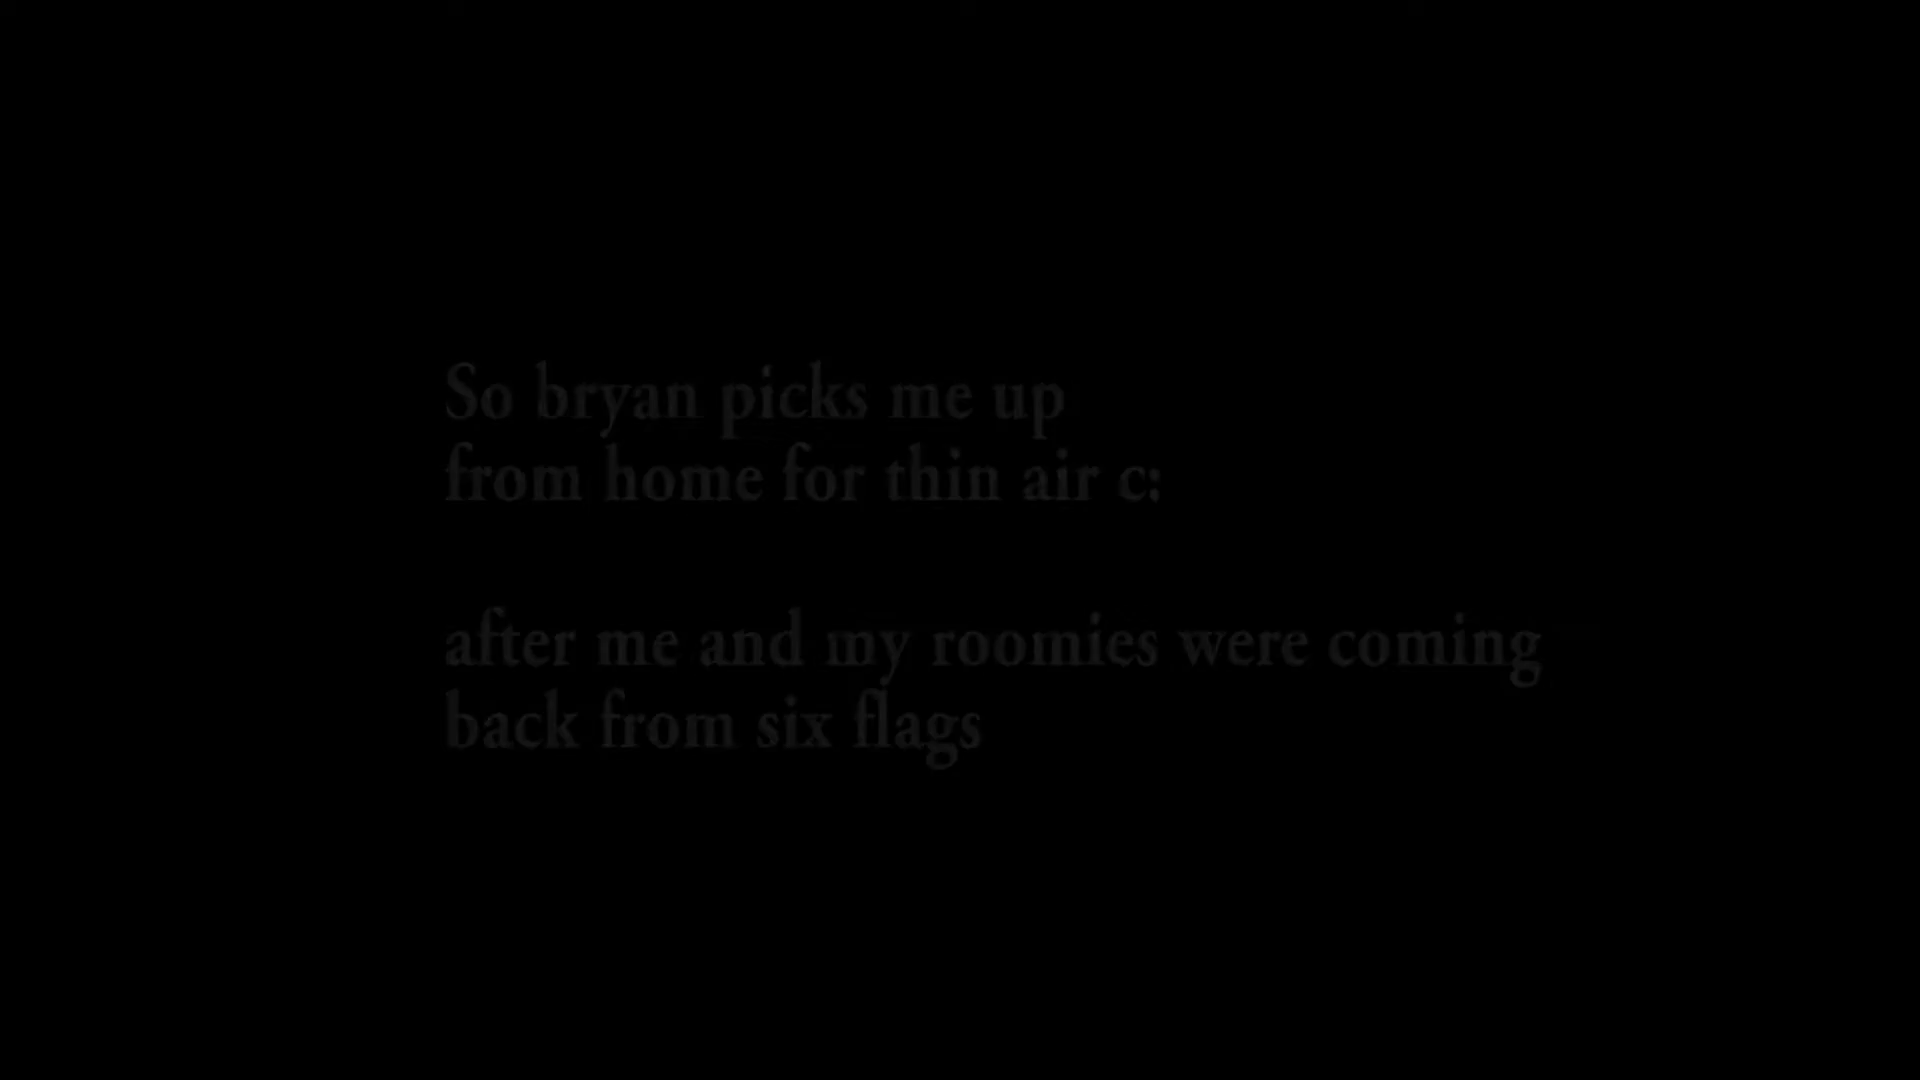 So bryan picks me up
from home for thin air c:
after me and my roomies were coming
back from six flags